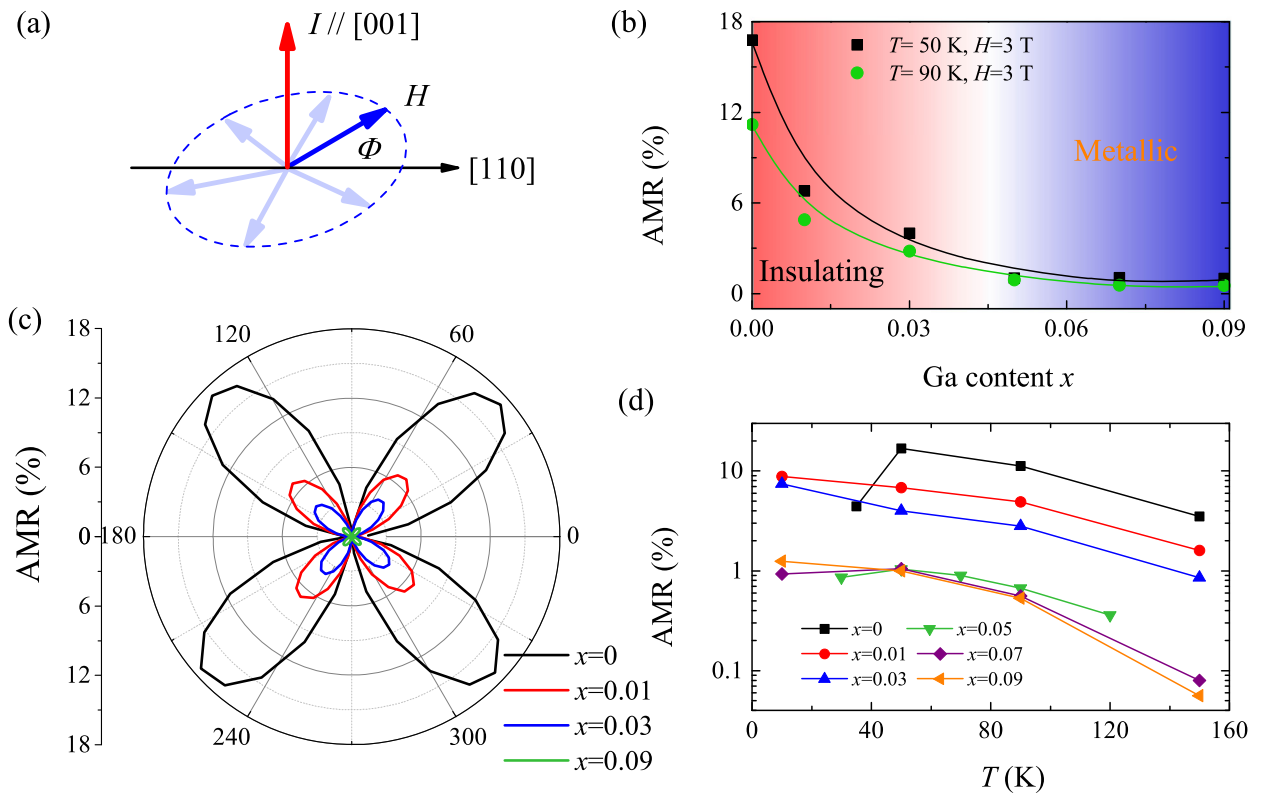 (a)
I // [001]
H
Φ
[110]
(b)
AMR (%)
18
12
6
0
T= 50 K, H=3 T
T= 90 K, H=3 T
Metallic
Insulating
0.00
0.03
0.06
0.09
Ga content x
(c)
AMR (%)
18
12
6
0
6
12
18
120
60
180
0
240
300
x=0
x=0.01
x=0.03
x=0.09
(d)
AMR (%)
10
1
0.1
x=0
x=0.05
x=0.01
x=0.07
x=0.03
x=0.09
0
40
80
120
160
T (K)